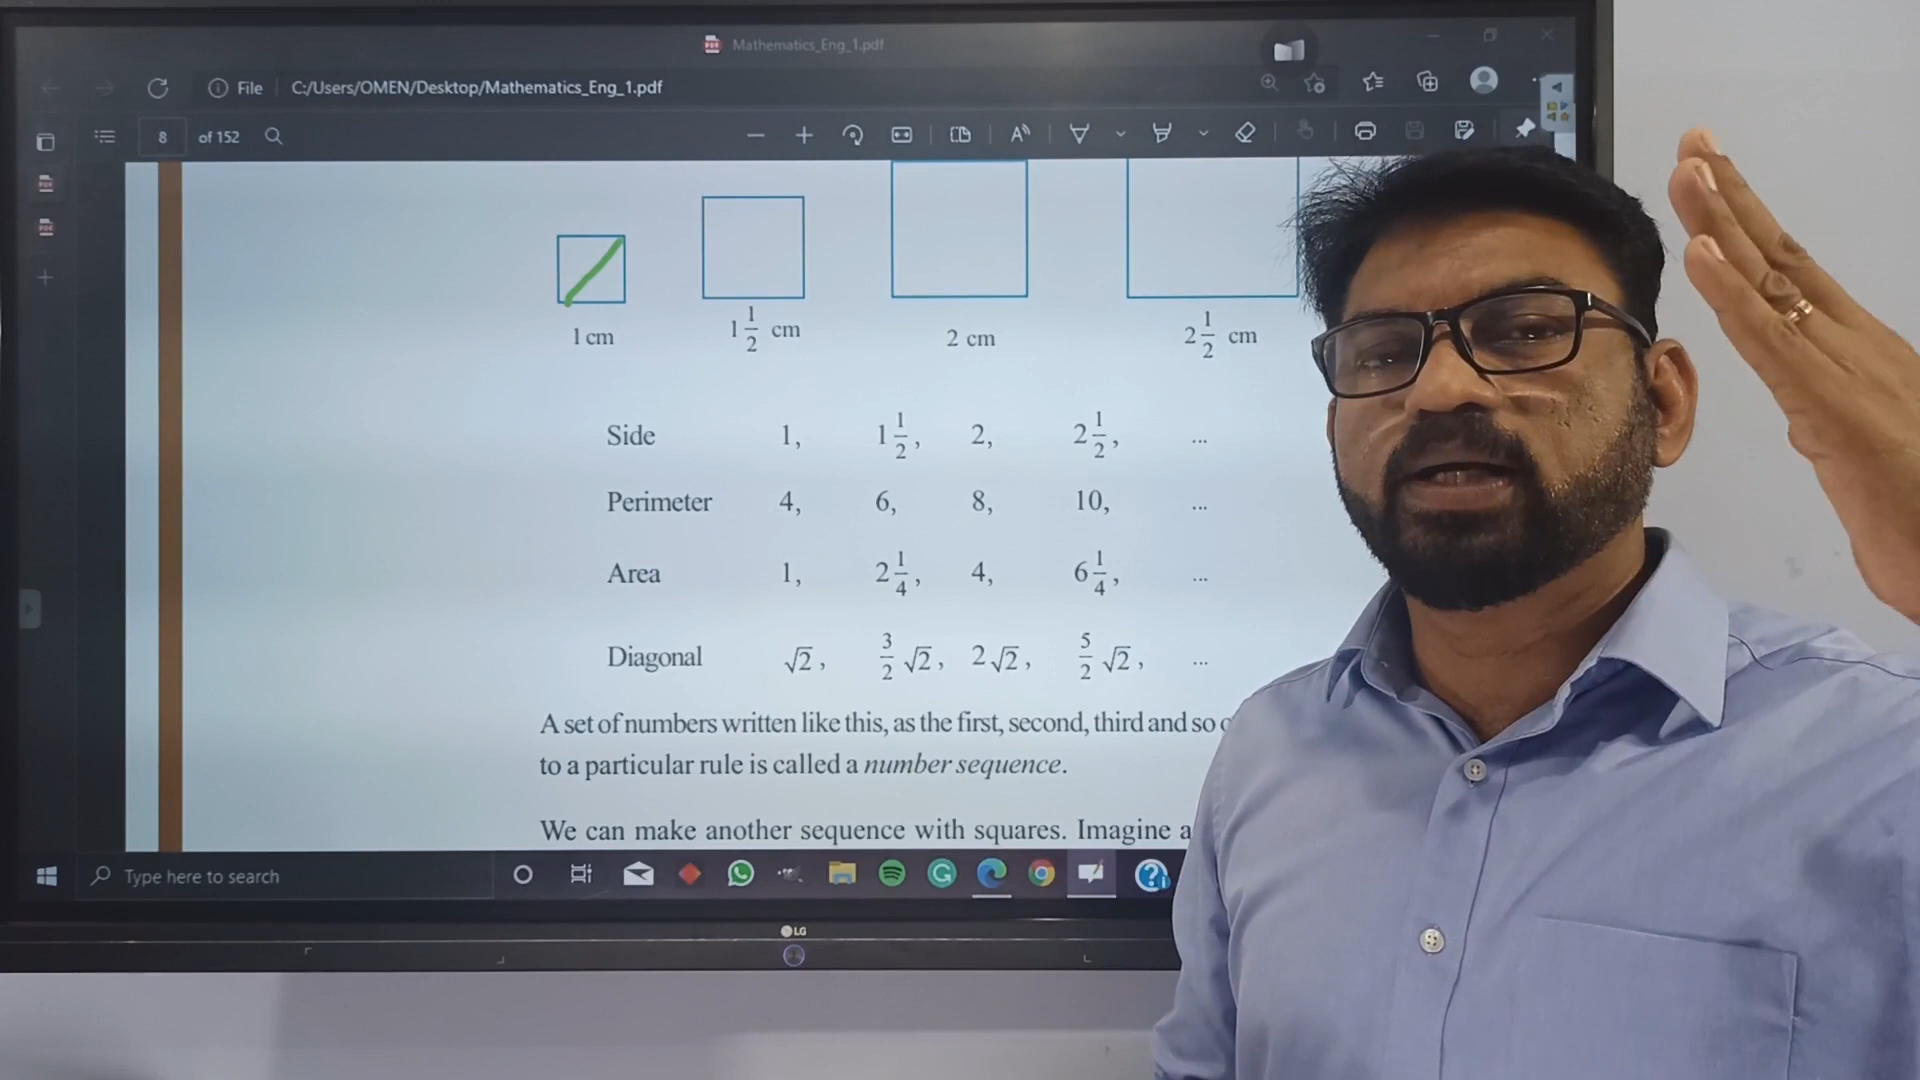 Mathematics_Eng_1.pdf
File C:/Users/OMEN/Desktop/Mathematics_Eng_1.pdf
8 of 152
1 cm 1 1/2 cm 2 cm 2 1/2 cm
Side 1, 1 1/2, 2, 2 1/2, ...
Perimeter 4, 6, 8, 10, ...
Area 1, 2 1/4, 4, 6 1/4, ...
Diagonal √2, 3/2 √2, 2√2, 5/2 √2, ...
A set of numbers written like this, as the first, second, third and so
to a particular rule is called a number sequence.
We can make another sequence with squares. Imagine a
Type here to search
LG